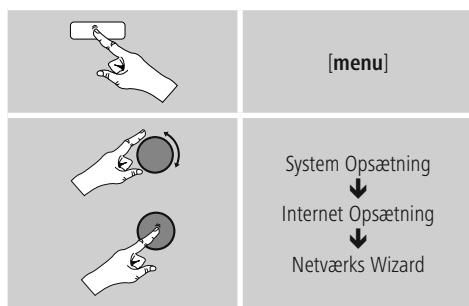 [menu]
System Opsætning
Internet Opsætning
Netværks Wizard